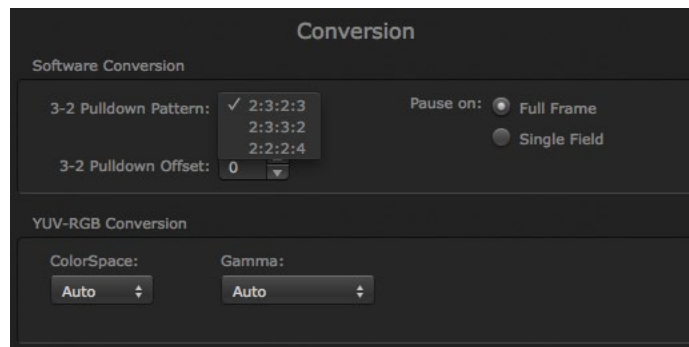 Conversion
Software Conversion
3-2 Pulldown Pattern: ✓ 2:3:2:3
2:3:3:2
2:2:2:4
Pause on: Full Frame
Single Field
3-2 Pulldown Offset: 0
YUV-RGB Conversion
ColorSpace: Gamma:
Auto Auto